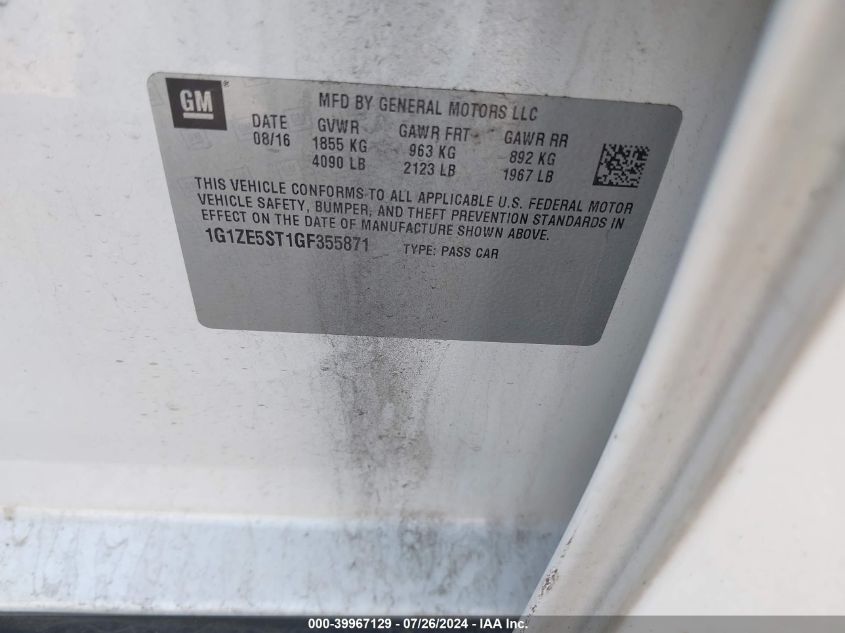 GM ®
MFD BY GENERAL MOTORS LLC
DATE GVWR GAWR FRT GAWR RR
08/16 1855 KG 963 KG 892 KG
4090 LB 2123 LB 1967 LB
THIS VEHICLE CONFORMS TO ALL APPLICABLE U.S. FEDERAL MOTOR
VEHICLE SAFETY, BUMPER, AND THEFT PREVENTION STANDARDS IN
EFFECT ON THE DATE OF MANUFACTURE SHOWN ABOVE.
1G1ZE5ST1GF355871 TYPE: PASS CAR
000-39967129 - 07/26/2024 - IAA Inc.